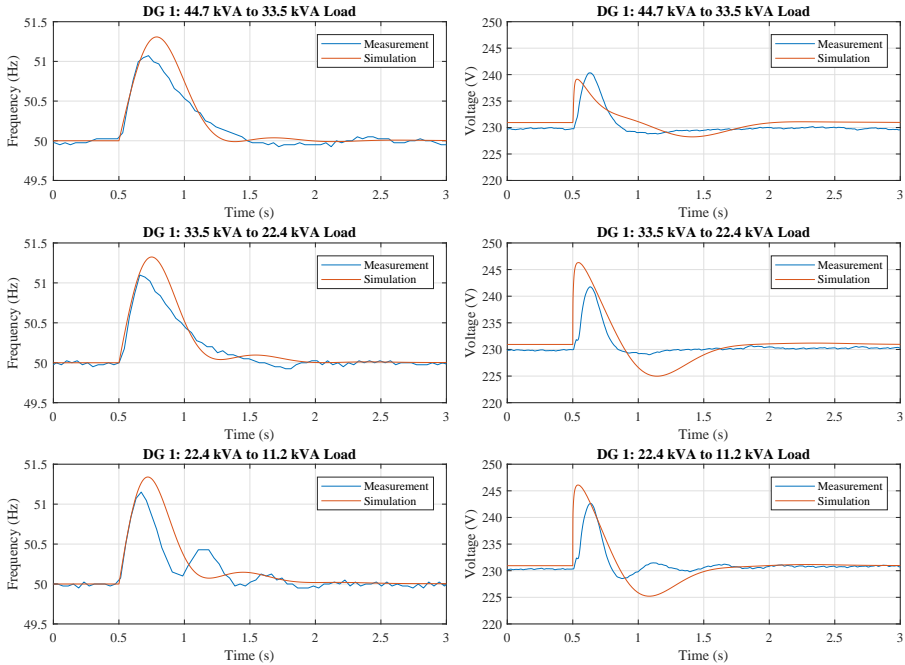 DG 1: 44.7 kVA to 33.5 kVA Load
51.5
51
50.5
50
49.5
Frequency (Hz)
Measurement
Simulation
0 0.5 1 1.5 2 2.5 3
Time (s)
DG 1: 44.7 kVA to 33.5 kVA Load
250
240
230
225
220
Voltage (V)
Measurement
Simulation
0 0.5 1 1.5 2 2.5 3
Time (s)
DG 1: 33.5 kVA to 22.4 kVA Load
51.5
51
50.5
50
49.5
Frequency (Hz)
Measurement
Simulation
0 0.5 1 1.5 2 2.5 3
Time (s)
DG 1: 33.5 kVA to 22.4 kVA Load
250
240
230
225
220
Voltage (V)
Measurement
Simulation
0 0.5 1 1.5 2 2.5 3
Time (s)
DG 1: 22.4 kVA to 11.2 kVA Load
51.5
51
50.5
50
49.5
Frequency (Hz)
Measurement
Simulation
0 0.5 1 1.5 2 2.5 3
Time (s)
DG 1: 22.4 kVA to 11.2 kVA Load
250
240
230
225
220
Voltage (V)
Measurement
Simulation
0 0.5 1 1.5 2 2.5 3
Time (s)